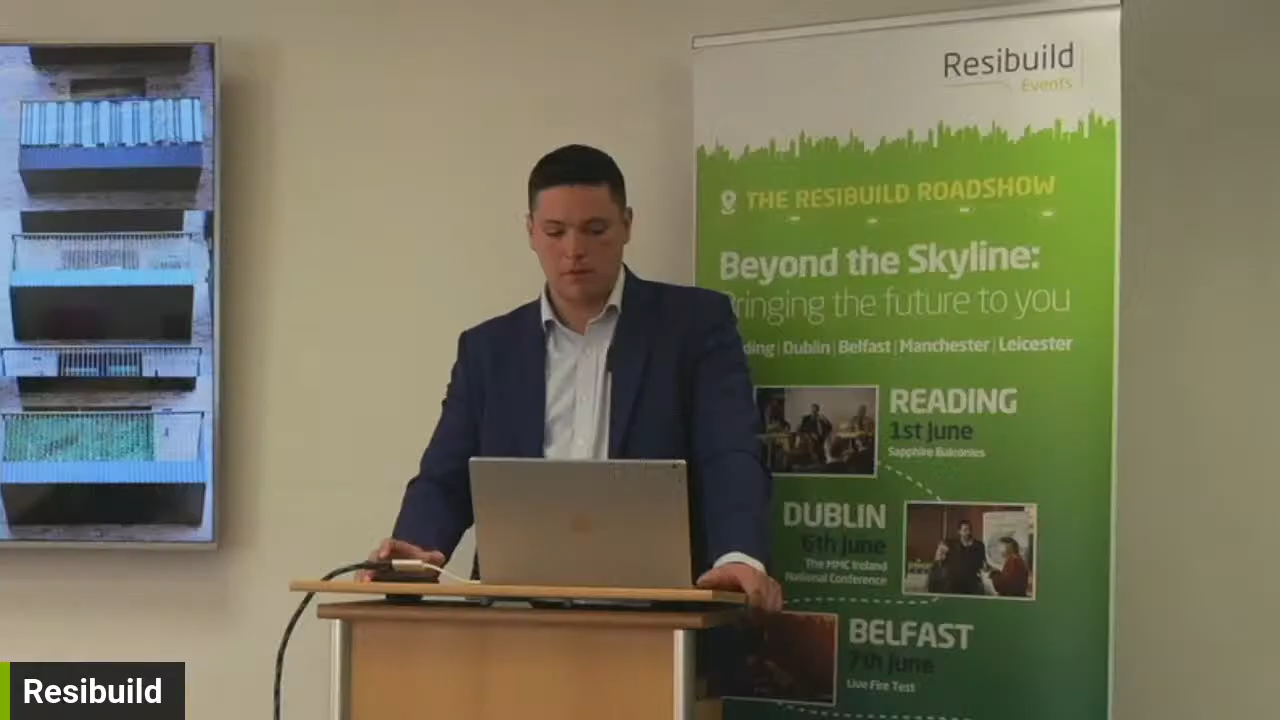 Resibuild
Events
THE RESIBUILD ROADSHOW
Beyond the Skyline:
Bringing the future to you
ding | Dublin | Belfast | Manchester | Leicester
READING
1st June
Sapphire Balconies
DUBLIN
6th June
The MMC Ireland
National Conference
BELFAST
7th June
Live Fire Test
Resibuild